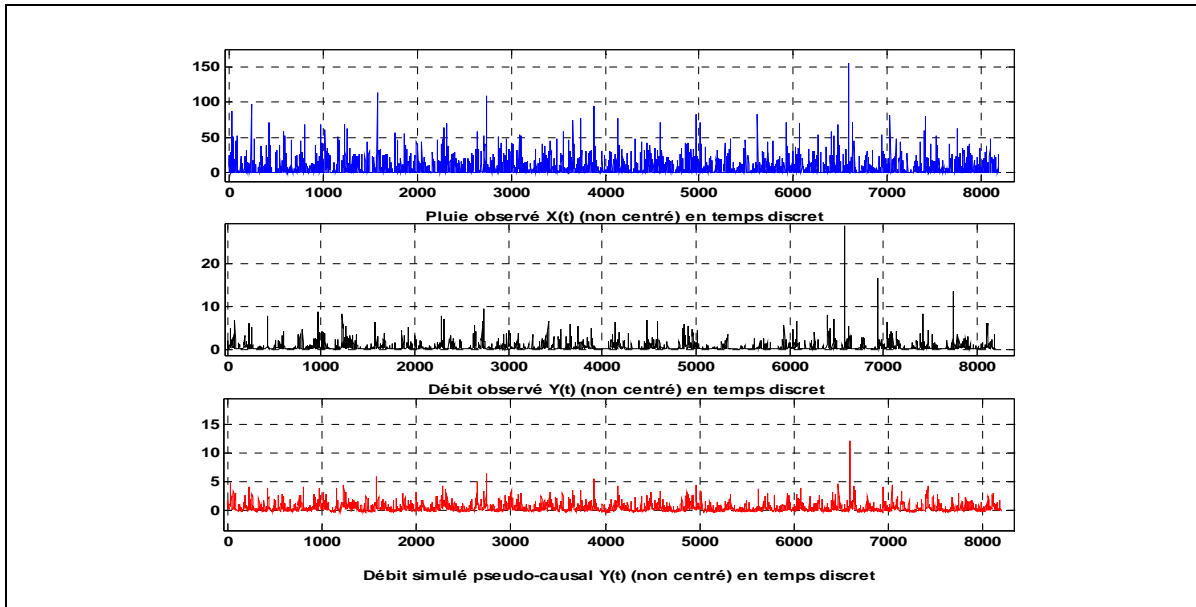 150
100
50
0
0 1000 2000 3000 4000 5000 6000 7000 8000
Pluie observé X(t) (non centré) en temps discret
20
10
0
0 1000 2000 3000 4000 5000 6000 7000 8000
Débit observé Y(t) (non centré) en temps discret
15
10
5
0
0 1000 2000 3000 4000 5000 6000 7000 8000
Débit simulé pseudo-causal Y(t) (non centré) en temps discret